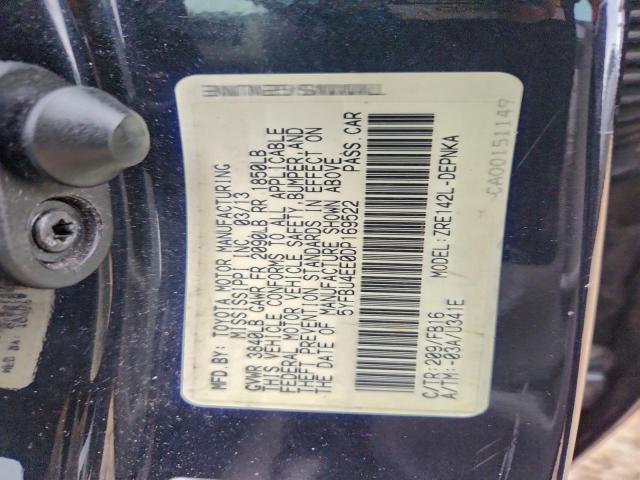 MFD.BY: TOYOTA MOTOR MANUFACTURING
MISSISSIPPI INC. 03/13
GVWR 3840LB GAWR FR 2090LB RR 1850LB
THIS VEHICLE CONFORMS TO ALL APPLICABLE
FEDERAL MOTOR VEHICLE SAFETY, BUMPER, AND
THEFT PREVENTION STANDARDS IN EFFECT ON
THE DATE OF MANUFACTURE SHOWN ABOVE
5YFBU4EE0DP169622 PASS.CAR
C/TR:209/FB16 MODEL:ZRE142L-DEPNKA
A/TM:-03A/U341E
CA00151149